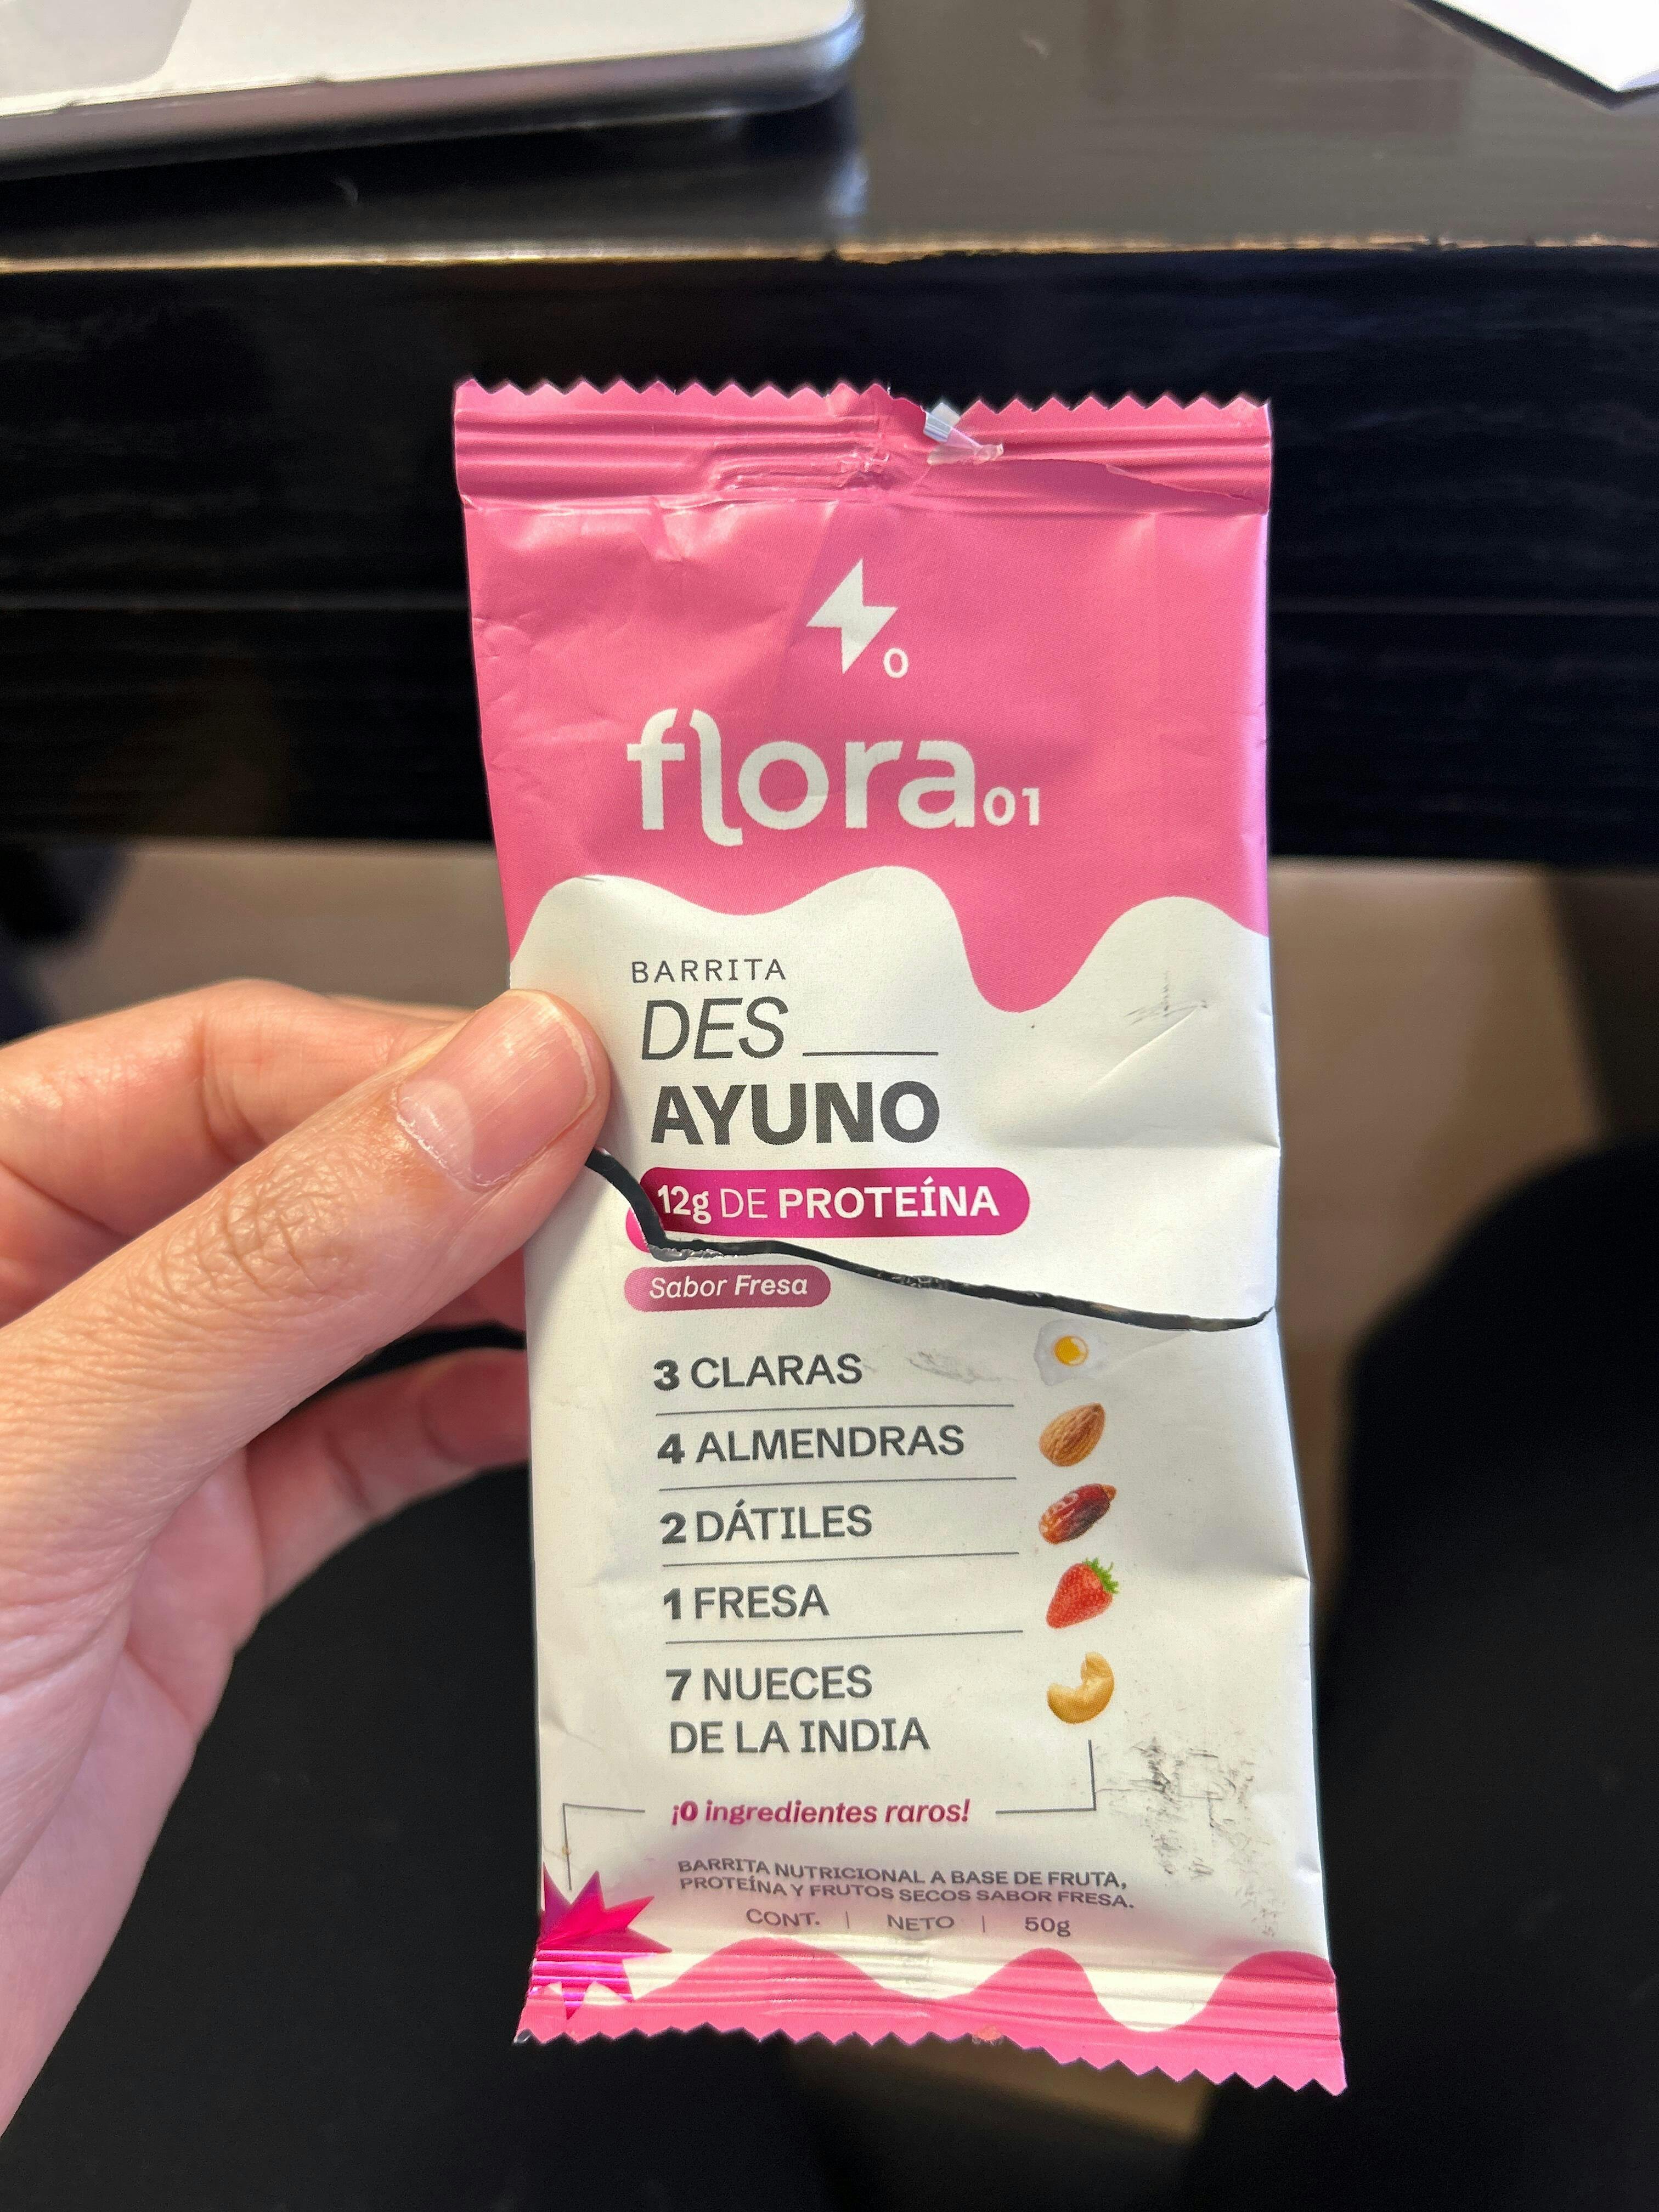 0
flora01
BARRITA
DES
AYUNO
12g DE PROTEÍNA
Sabor Fresa
3 CLARAS
4 ALMENDRAS
2 DÁTILES
1 FRESA
7 NUECES
DE LA INDIA
¡0 ingredientes raros!
BARRITA NUTRICIONAL A BASE DE FRUTA,
PROTEÍNA Y FRUTOS SECOS SABOR FRESA.
CONT. | NETO | 50g